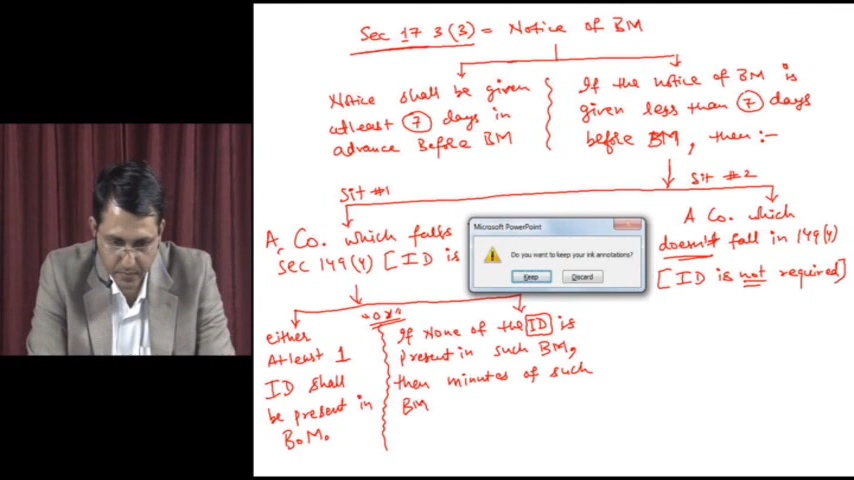 Sec 17 3(3) = Notice of BM
Notice shall be given
atleast 7 days in
advance Before BM
If the notice of BM is
given less than 7 days
before BM, then :-
Sit #1
Sit #2
A Co. which falls
Sec 149(4) [ID is
A Co. which
doesn't fall in 149(4)
[ID is not required]
Microsoft PowerPoint
Do you want to keep your ink annotations?
Keep
Discard
"or"
either
Atleast 1
ID shall
be present in
B.M.
If None of the ID is
present in such BM,
then minutes of such
BM